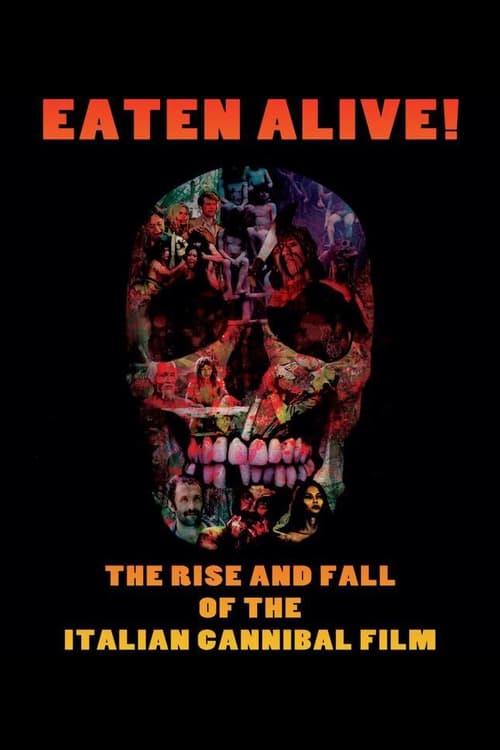 EATEN ALIVE!
THE RISE AND FALL
OF THE
ITALIAN CANNIBAL FILM